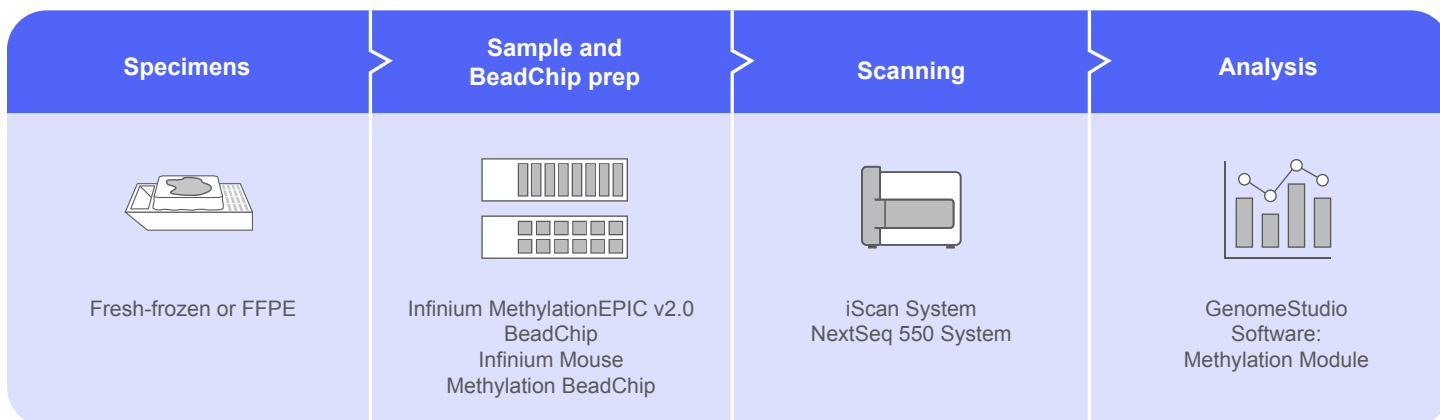 Specimens
Sample and
BeadChip prep
Scanning
Analysis
Fresh-frozen or FFPE
Infinium MethylationEPIC v2.0
BeadChip
Infinium Mouse
Methylation BeadChip
iScan System
NextSeq 550 System
GenomeStudio
Software:
Methylation Module